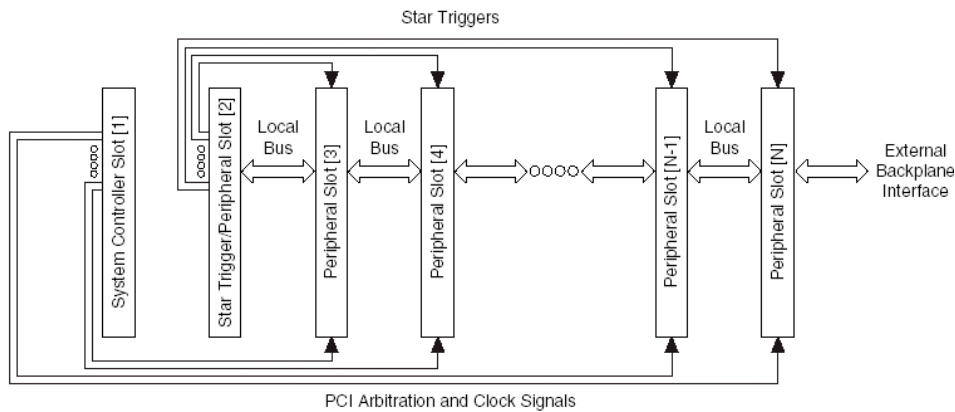 Star Triggers
System Controller Slot [1]
Star Trigger/Peripheral Slot [2]
Local
Bus
Peripheral Slot [3]
Local
Bus
Peripheral Slot [4]
Peripheral Slot [N-1]
Local
Bus
Peripheral Slot [N]
External
Backplane
Interface
PCI Arbitration and Clock Signals